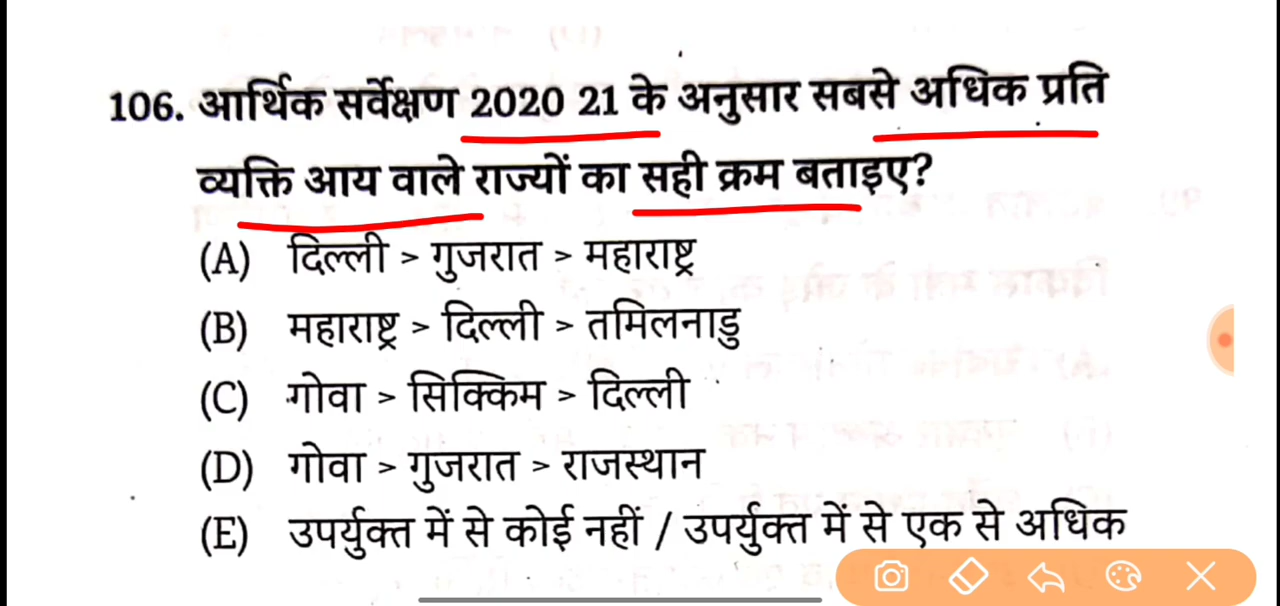 106. आर्थिक सर्वेक्षण 2020 21 के अनुसार सबसे अधिक प्रति
व्यक्ति आय वाले राज्यों का सही क्रम बताइए?
(A) दिल्ली > गुजरात > महाराष्ट्र
(B) महाराष्ट्र > दिल्ली > तमिलनाडु
(C) गोवा > सिक्किम > दिल्ली
(D) गोवा > गुजरात > राजस्थान
(E) उपर्युक्त में से कोई नहीं / उपर्युक्त में से एक से अधिक